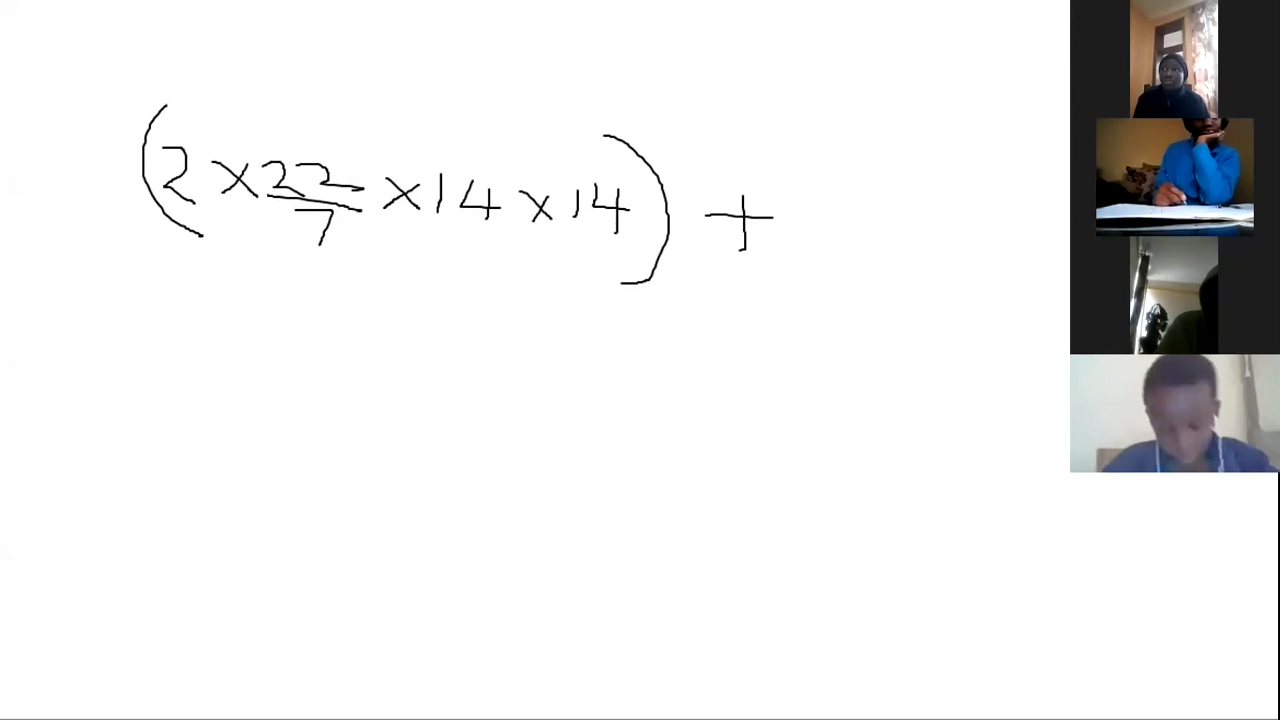 (2 × 22/7 × 14 × 14) +